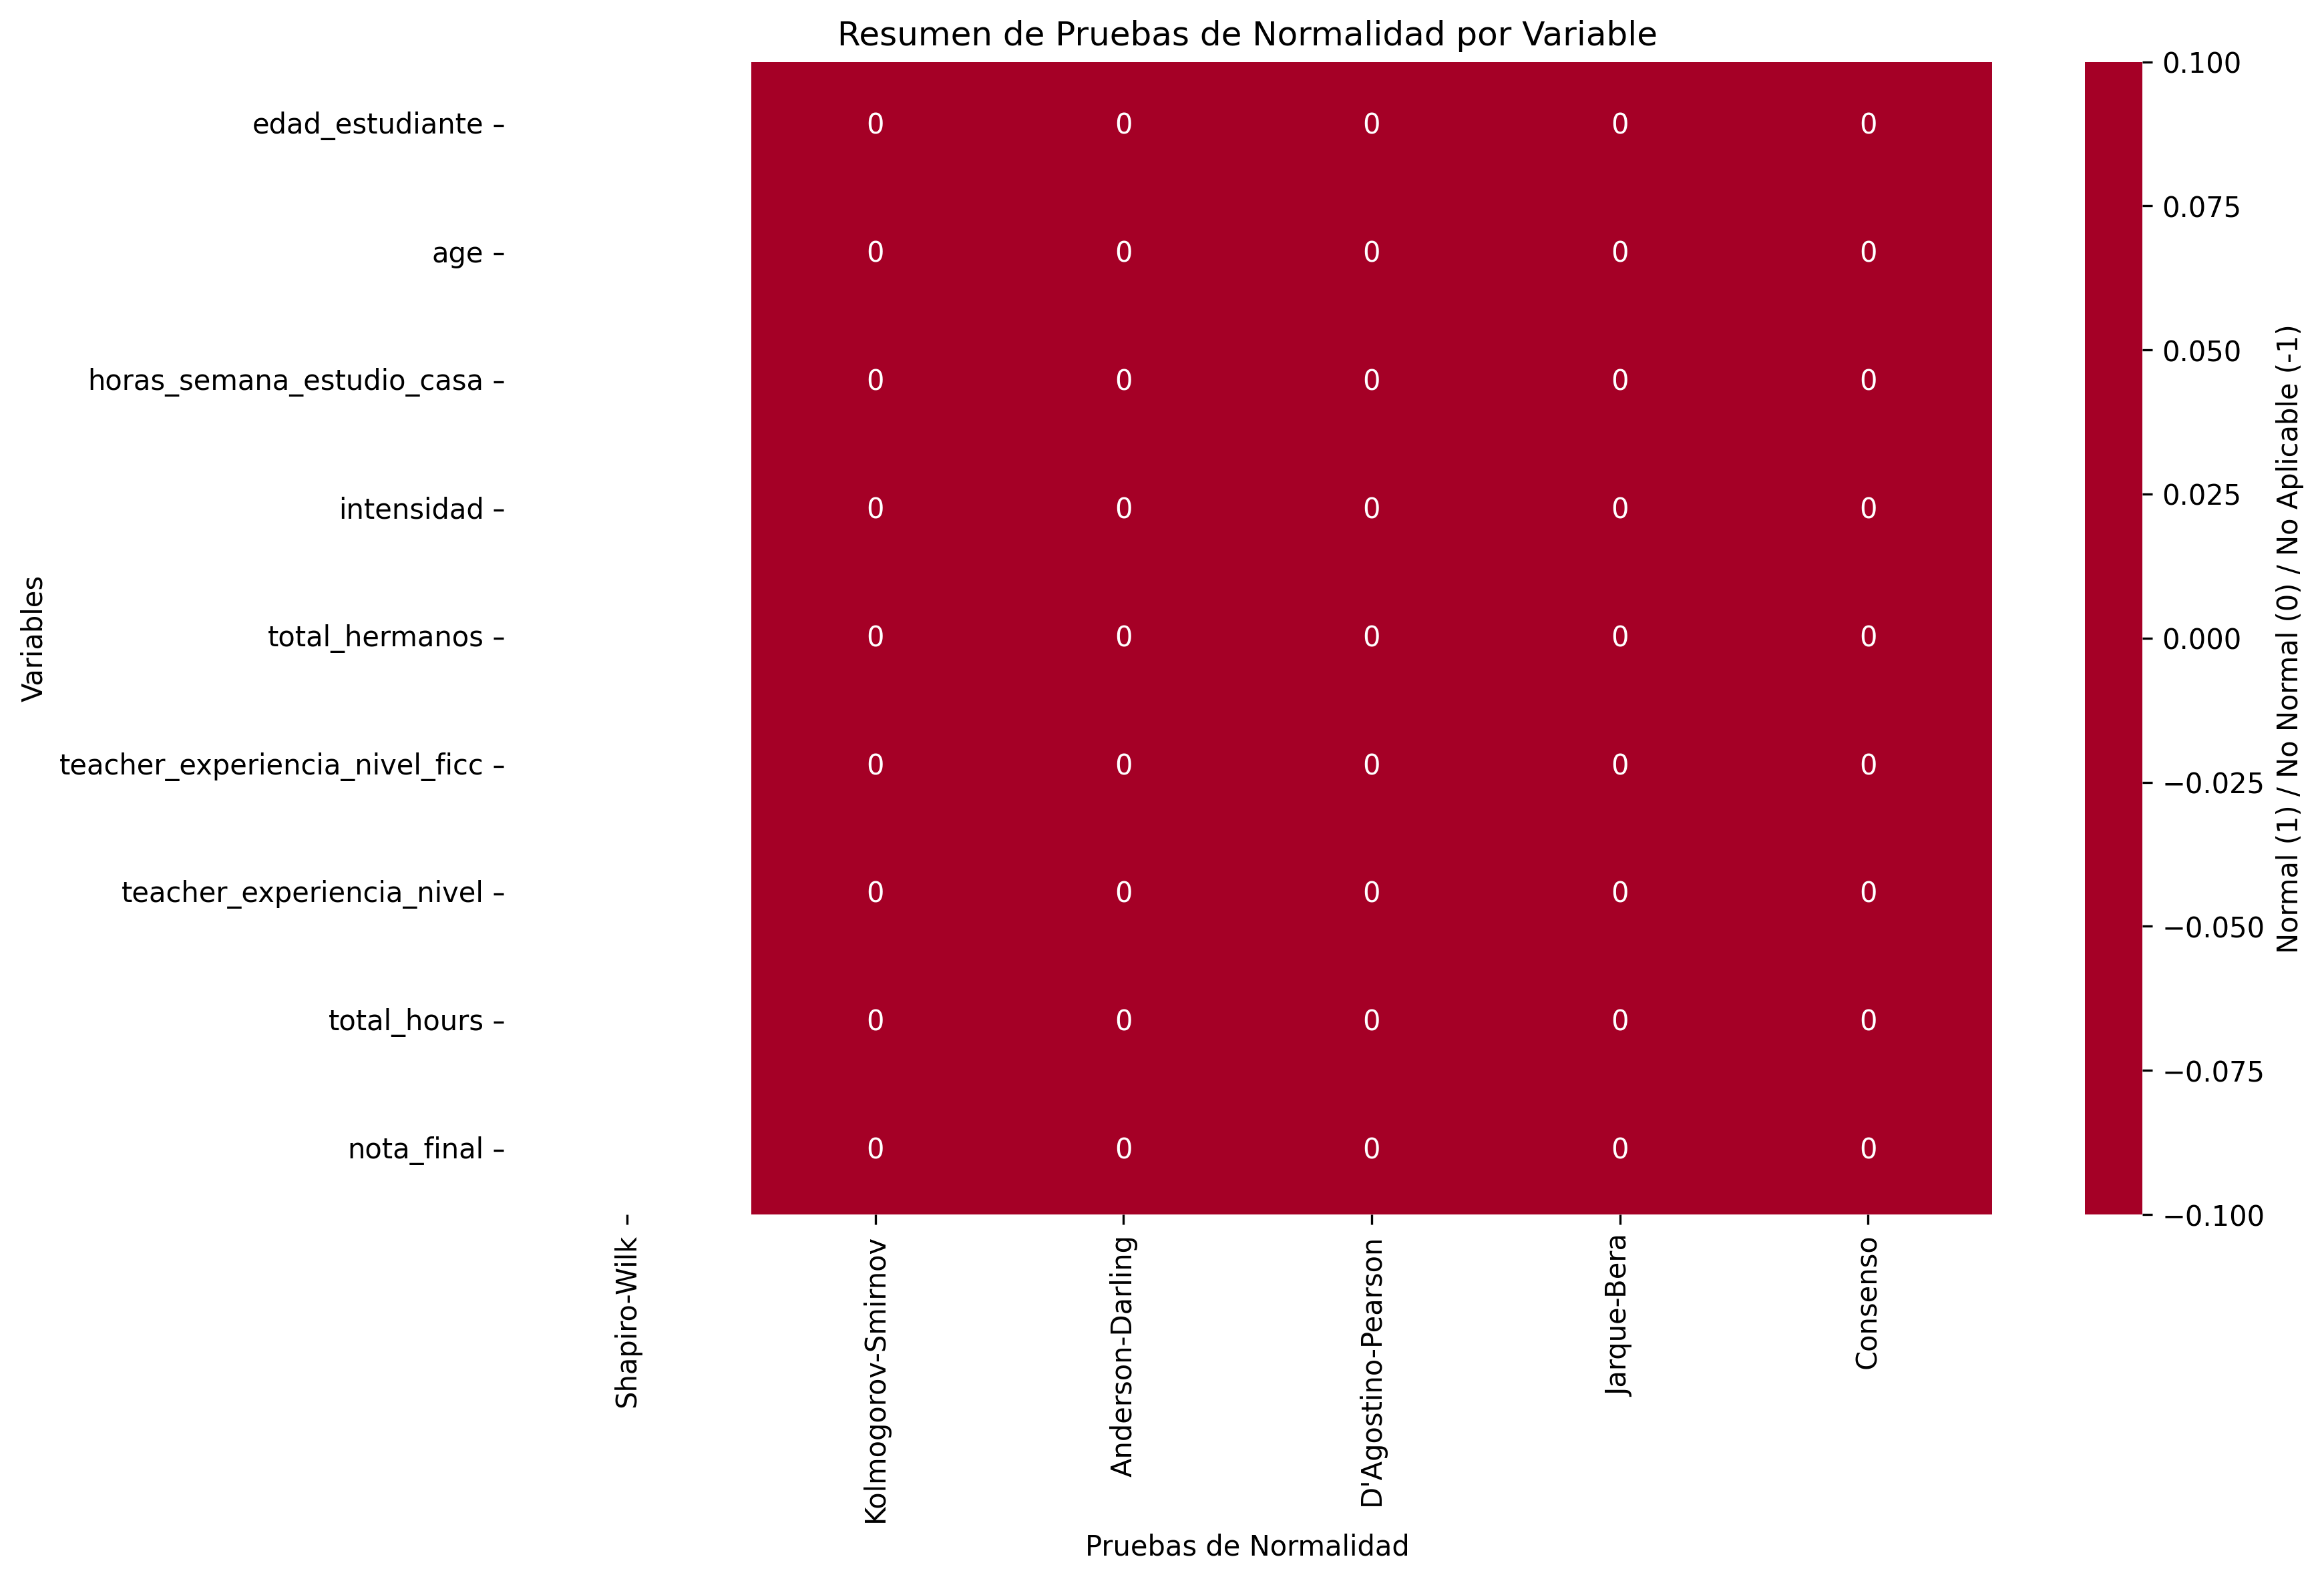 Resumen de Pruebas de Normalidad por Variable
Variables
edad_estudiante 0 0 0 0 0
age 0 0 0 0 0
horas_semana_estudio_casa 0 0 0 0 0
intensidad 0 0 0 0 0
total_hermanos 0 0 0 0 0
teacher_experiencia_nivel_ficc 0 0 0 0 0
teacher_experiencia_nivel 0 0 0 0 0
total_hours 0 0 0 0 0
nota_final 0 0 0 0 0
Shapiro-Wilk
Kolmogorov-Smirnov
Anderson-Darling
D'Agostino-Pearson
Jarque-Bera
Consenso
Pruebas de Normalidad
0.100
0.075
0.050
0.025
0.000
−0.025
−0.050
−0.075
−0.100
Normal (1) / No Normal (0) / No Aplicable (-1)